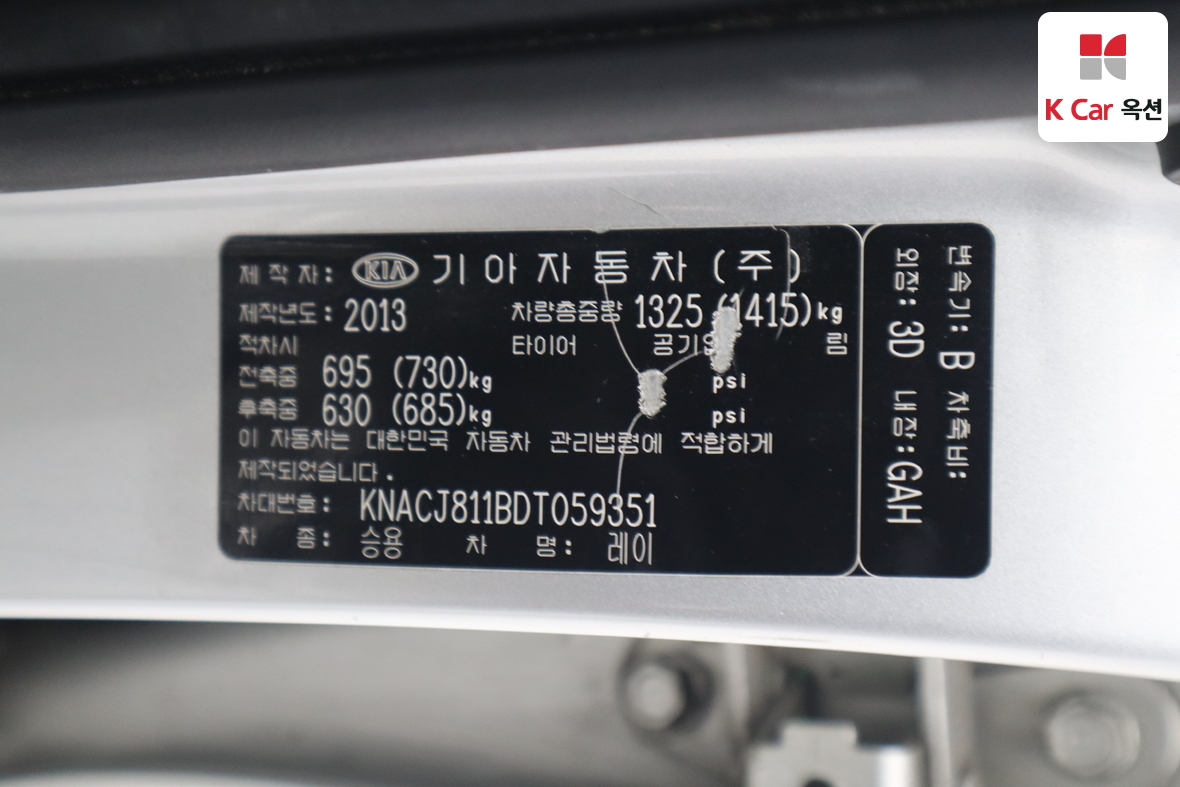 K Car 옥션
제 작 자: KIA 기 아 자 동 차 (주)
제작년도: 2013 차량총중량 1325 (1415)kg
적차시 타이어 공기압 림
전축중 695 (730)kg psi
후축중 630 (685)kg psi
이 자동차는 대한민국 자동차 관리법령에 적합하게
제작되었습니다.
차대번호: KNACJ811BDT059351
차 종: 승용 차 명: 레이
변속기: B 차축비:
외장: 3D 내장: GAH